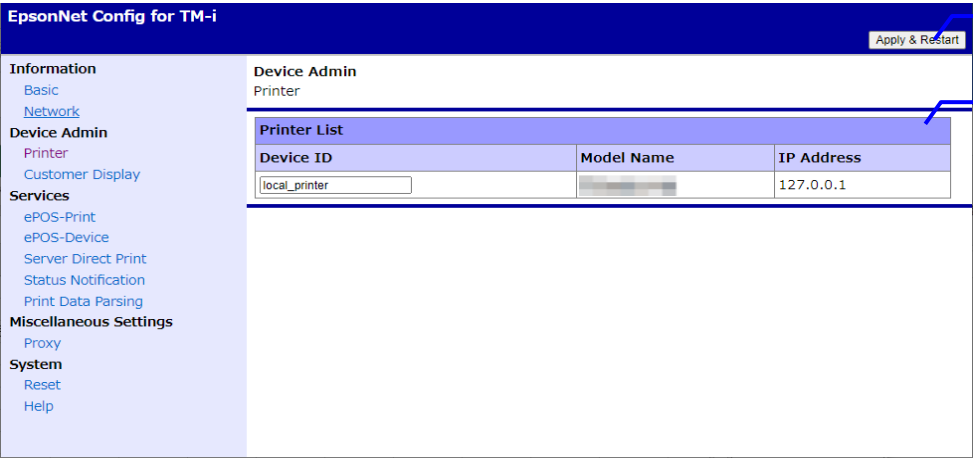 EpsonNet Config for TM-i
Apply & Restart
Information
Basic
Network
Device Admin
Printer
Customer Display
Services
ePOS-Print
ePOS-Device
Server Direct Print
Status Notification
Print Data Parsing
Miscellaneous Settings
Proxy
System
Reset
Help
Device Admin
Printer
Printer List
Device ID Model Name IP Address
local_printer 127.0.0.1